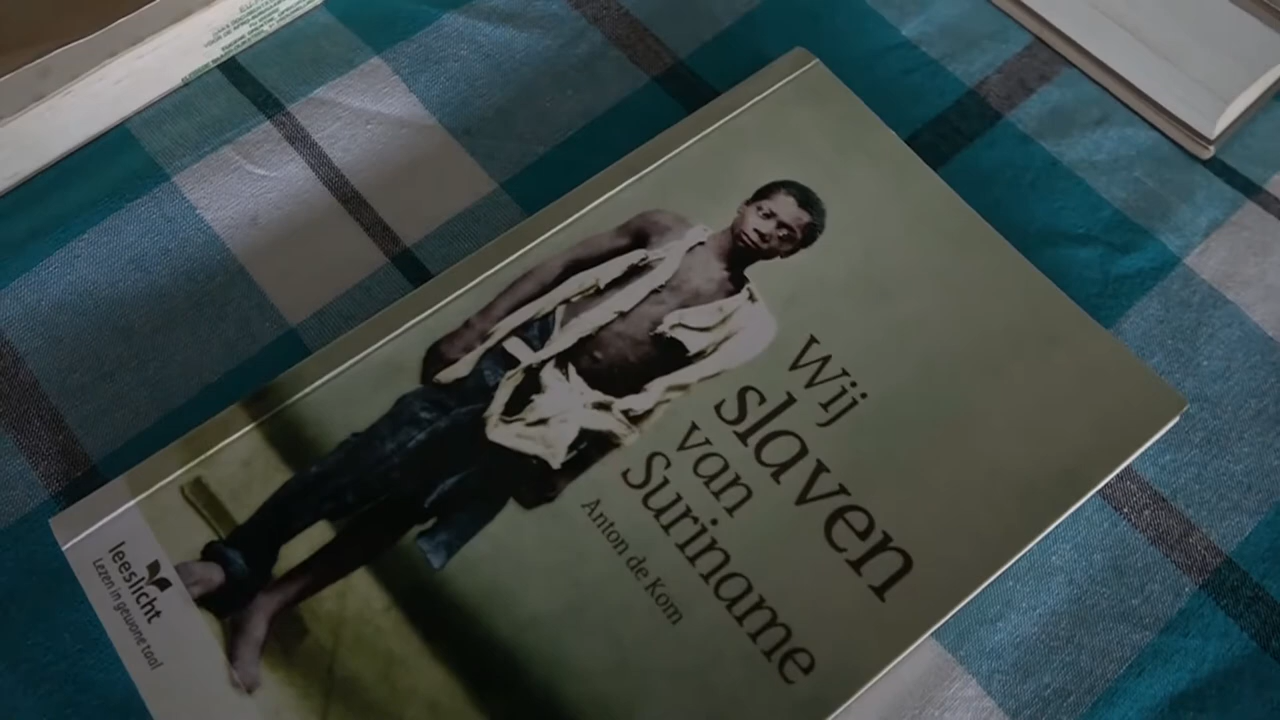 Wij
slaven
van
Suriname
Anton de Kom
leeslicht
Lezen in gewone taal